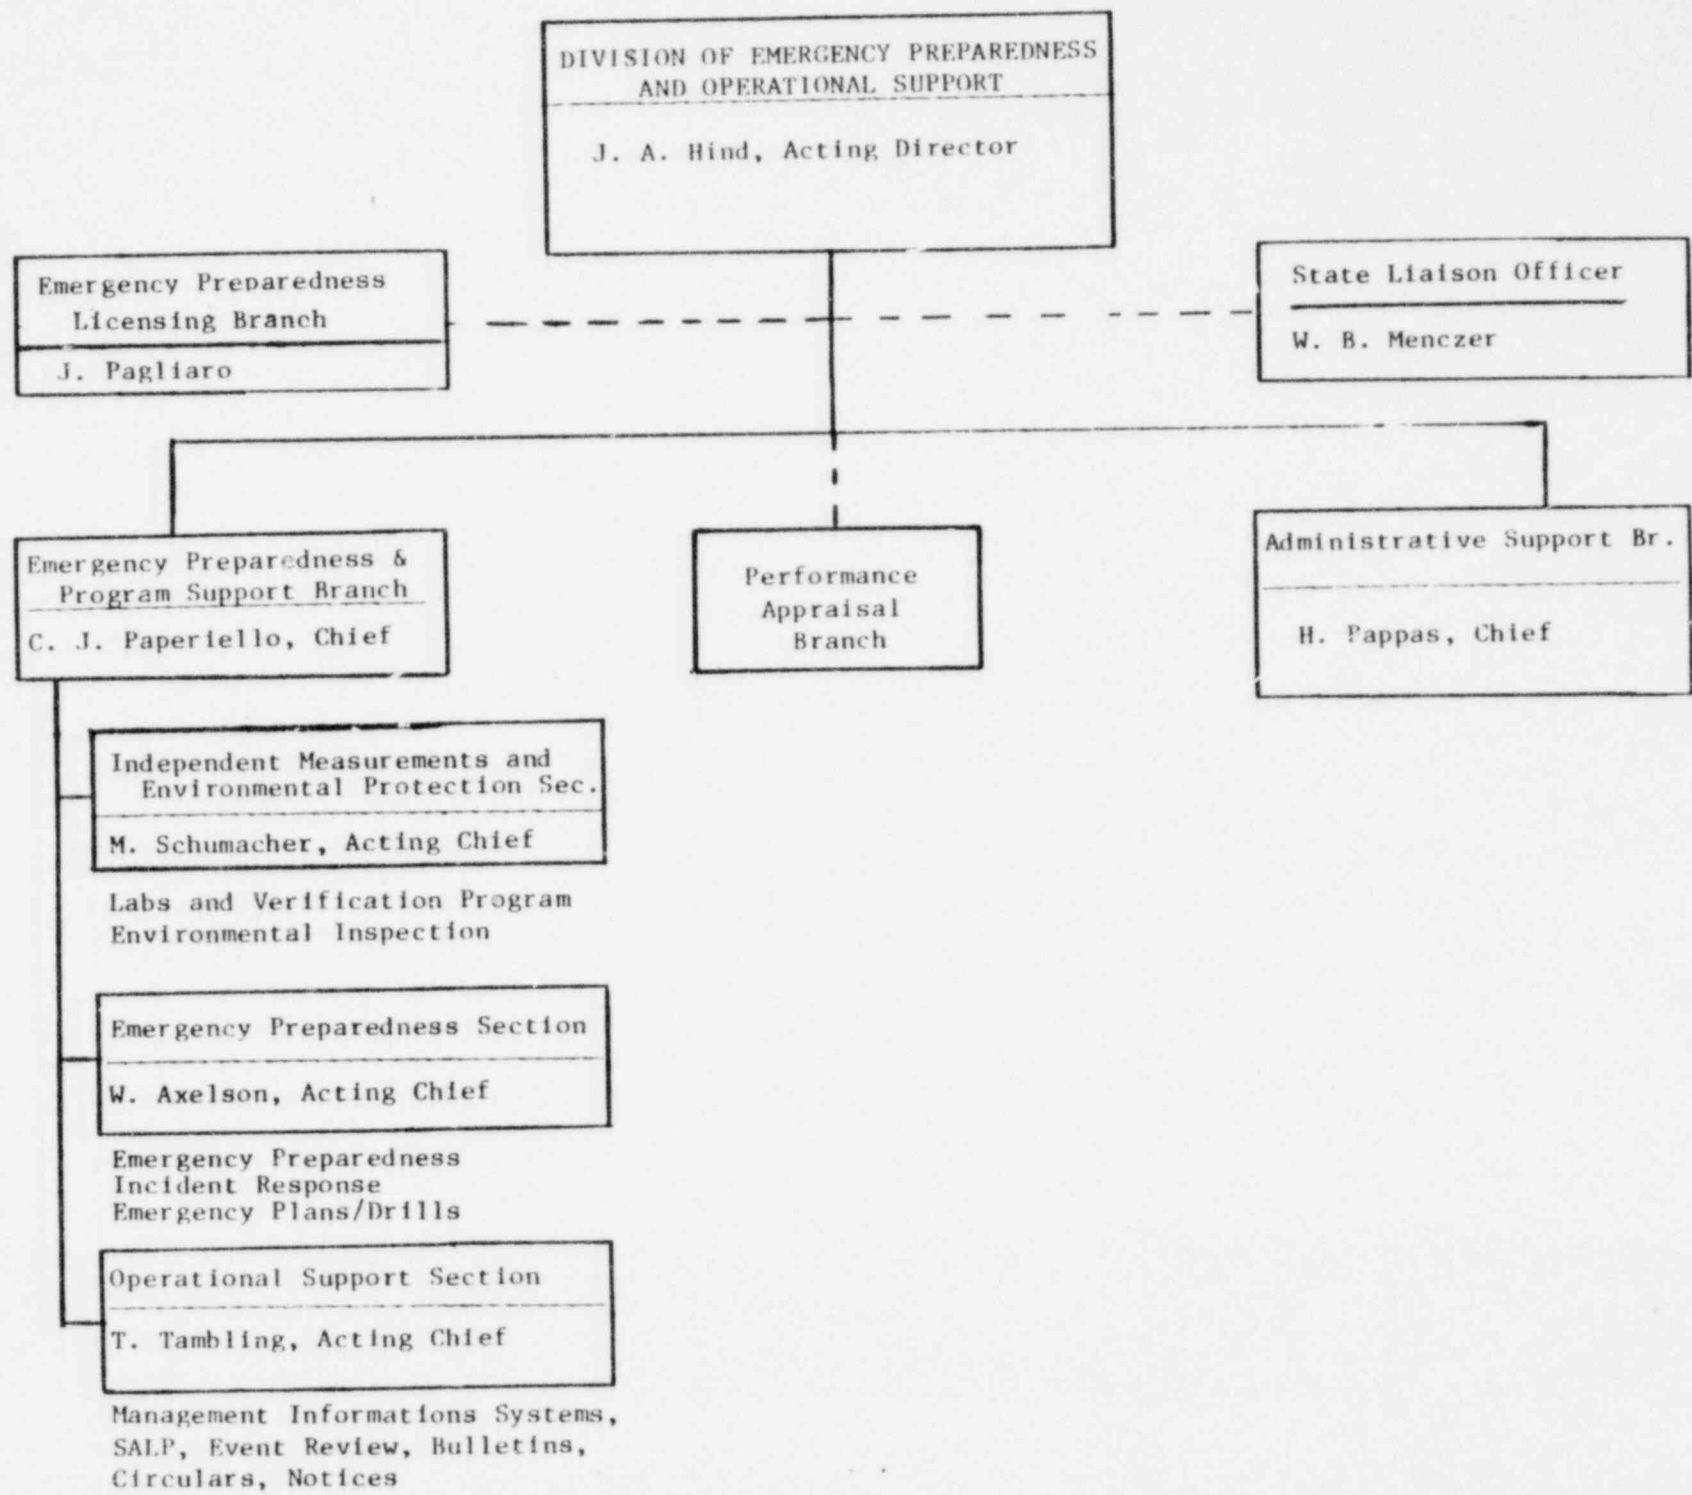 DIVISION OF EMERGENCY PREPAREDNESS
AND OPERATIONAL SUPPORT
J. A. Hind, Acting Director
Emergency Preparedness
Licensing Branch
J. Pagliaro
State Liaison Officer
W. B. Menczer
Emergency Preparedness &
Program Support Branch
C. J. Paperiello, Chief
Performance
Appraisal
Branch
Administrative Support Br.
H. Pappas, Chief
Independent Measurements and
Environmental Protection Sec.
M. Schumacher, Acting Chief
Labs and Verification Program
Environmental Inspection
Emergency Preparedness Section
W. Axelson, Acting Chief
Emergency Preparedness
Incident Response
Emergency Plans/Drills
Operational Support Section
T. Tambling, Acting Chief
Management Informations Systems,
SALP, Event Review, Bulletins,
Circulars, Notices